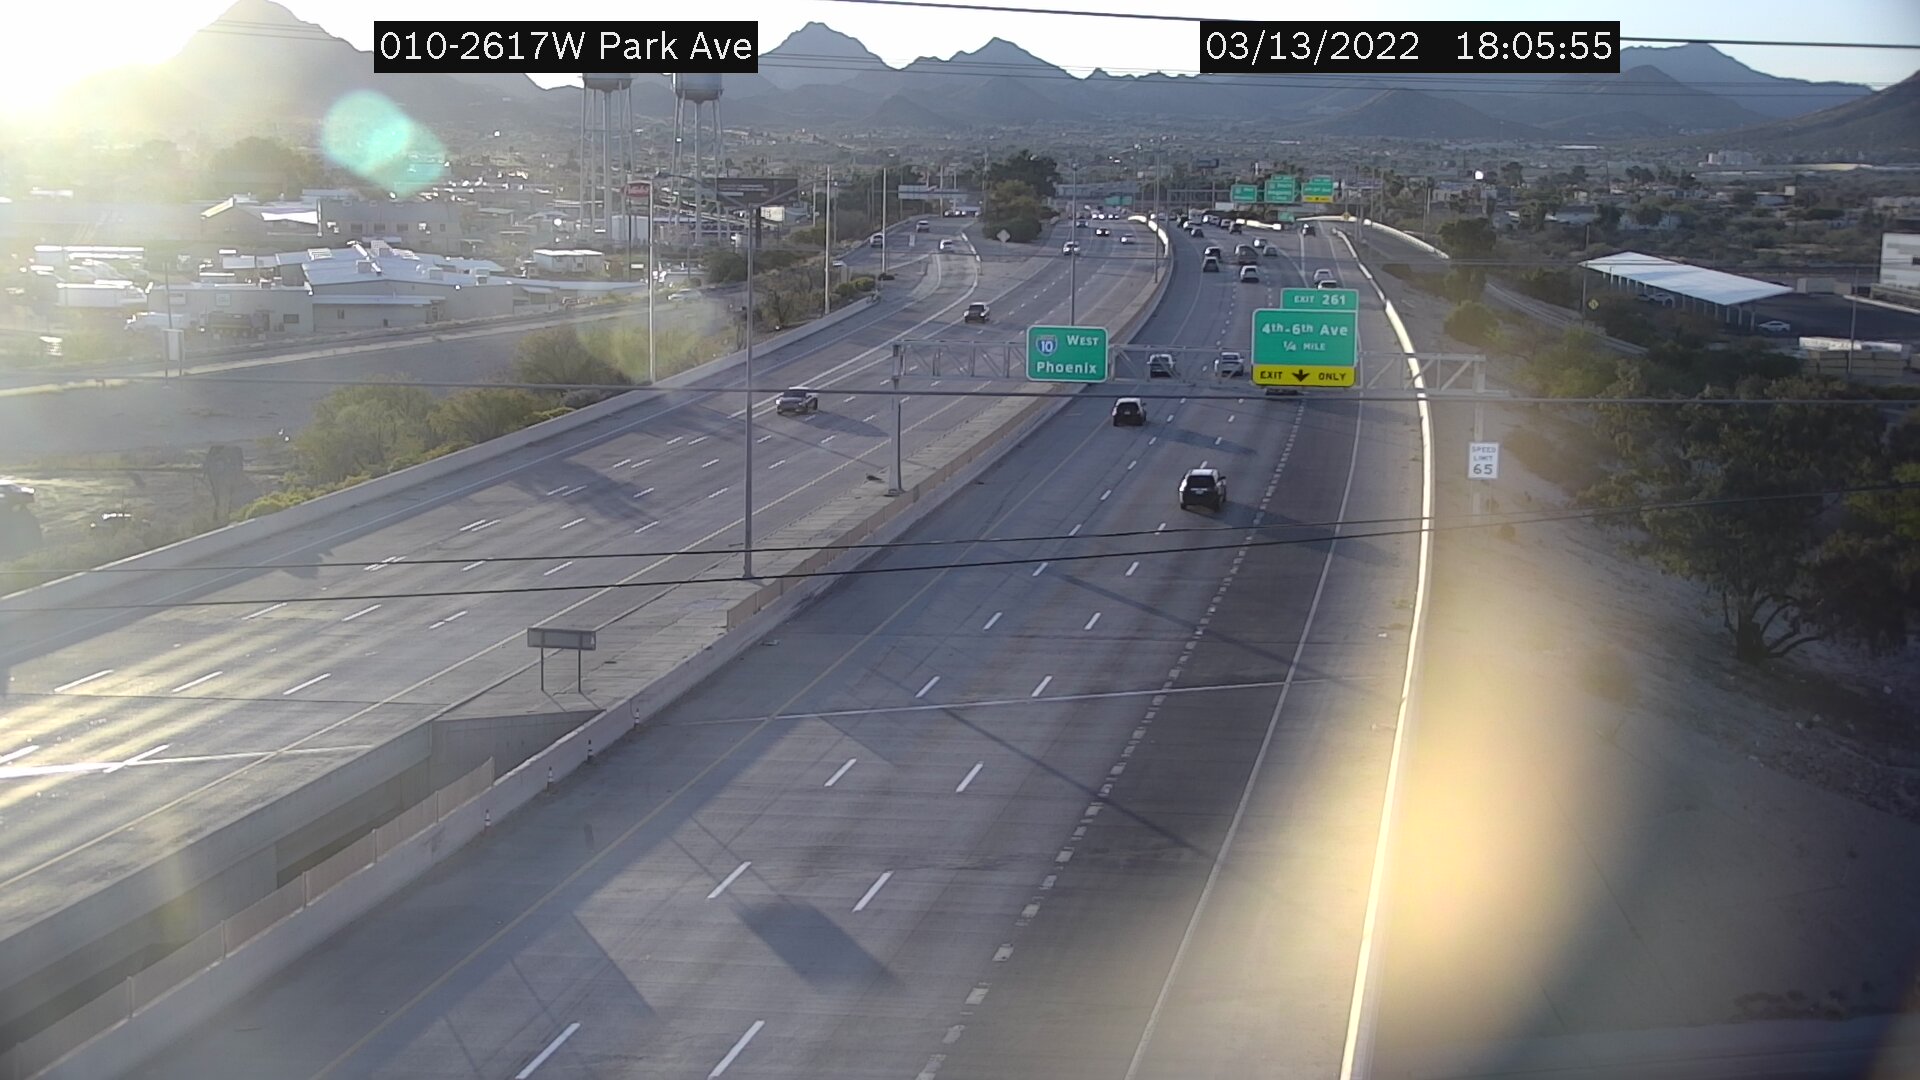 010-2617W Park Ave
03/13/2022 18:05:55
EXIT 261
4th-6th Ave
1/4 MILE
EXIT ONLY
10 WEST
Phoenix
SPEED
LIMIT
65